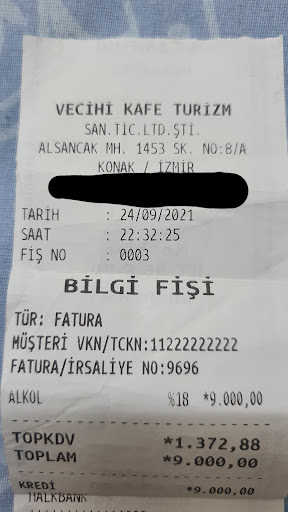 VECİHİ KAFE TURİZM
SAN.TİC.LTD.ŞTİ.
ALSANCAK MH. 1453 SK. NO:8/A
KONAK / İZMİR
TARİH : 24/09/2021
SAAT : 22:32:25
FİŞ NO : 0003
BİLGİ FİŞİ
TÜR: FATURA
MÜŞTERİ VKN/TCKN:11222222222
FATURA/İRSALİYE NO:9696
ALKOL %18 *9.000,00
TOPKDV *1.372,88
TOPLAM *9.000,00
KREDİ *9.000,00
HALKBANK